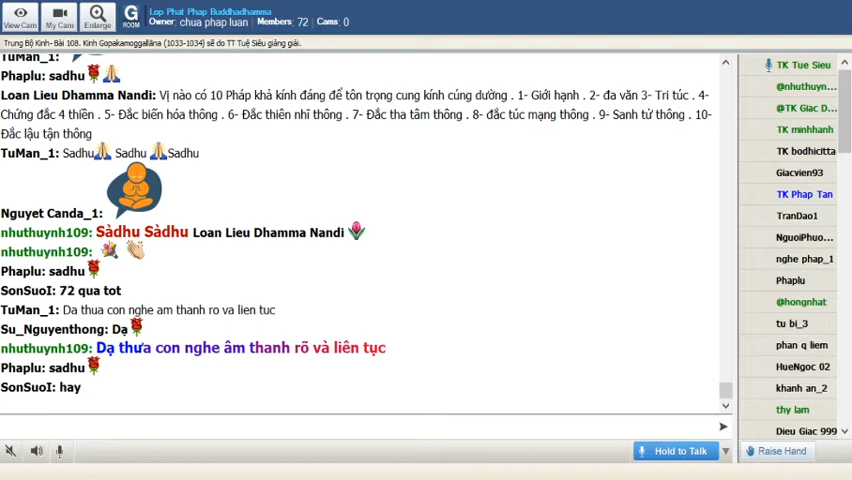 Lop Phat Phap Buddhadhamma
Owner: chua phap luan Members: 72 Cams: 0
View Cam
My Cam
Enlarge
G
ROOM
Trung Bộ Kinh- Bài 108. Kinh Gopakamoggallāna (1033-1034) sẽ do TT Tuệ Siêu giảng giải.
TuMan_1:
Phaplu: sadhu
Loan Lieu Dhamma Nandi: Vị nào có 10 Pháp khả kính đáng để tôn trọng cung kính cúng dường . 1- Giới hạnh . 2- đa văn 3- Tri túc . 4-
Chứng đắc 4 thiền . 5- Đắc biến hóa thông . 6- Đắc thiên nhĩ thông . 7- Đắc tha tâm thông . 8- đắc túc mạng thông . 9- Sanh tử thông . 10-
Đắc lậu tận thông
TuMan_1: Sadhu Sadhu Sadhu
Nguyet Canda_1:
nhuthuynh109: Sàdhu Sàdhu Loan Lieu Dhamma Nandi
nhuthuynh109:
Phaplu: sadhu
SonSuoI: 72 qua tot
TuMan_1: Da thua con nghe am thanh ro va lien tuc
Su_Nguyenthong: Dạ
nhuthuynh109: Dạ thưa con nghe âm thanh rõ và liên tục
Phaplu: sadhu
SonSuoI: hay
Hold to Talk
TK Tue Sieu
@nhuthuyn...
@TK Giac D...
TK minhhanh
TK bodhicitta
Giacvien93
TK Phap Tan
TranDao1
NguoiPhuo...
nghe phap_1
Phaplu
@hongnhat
tu bi_3
phan q liem
HueNgoc 02
khanh an_2
thy lam
Dieu Giac 999
Raise Hand